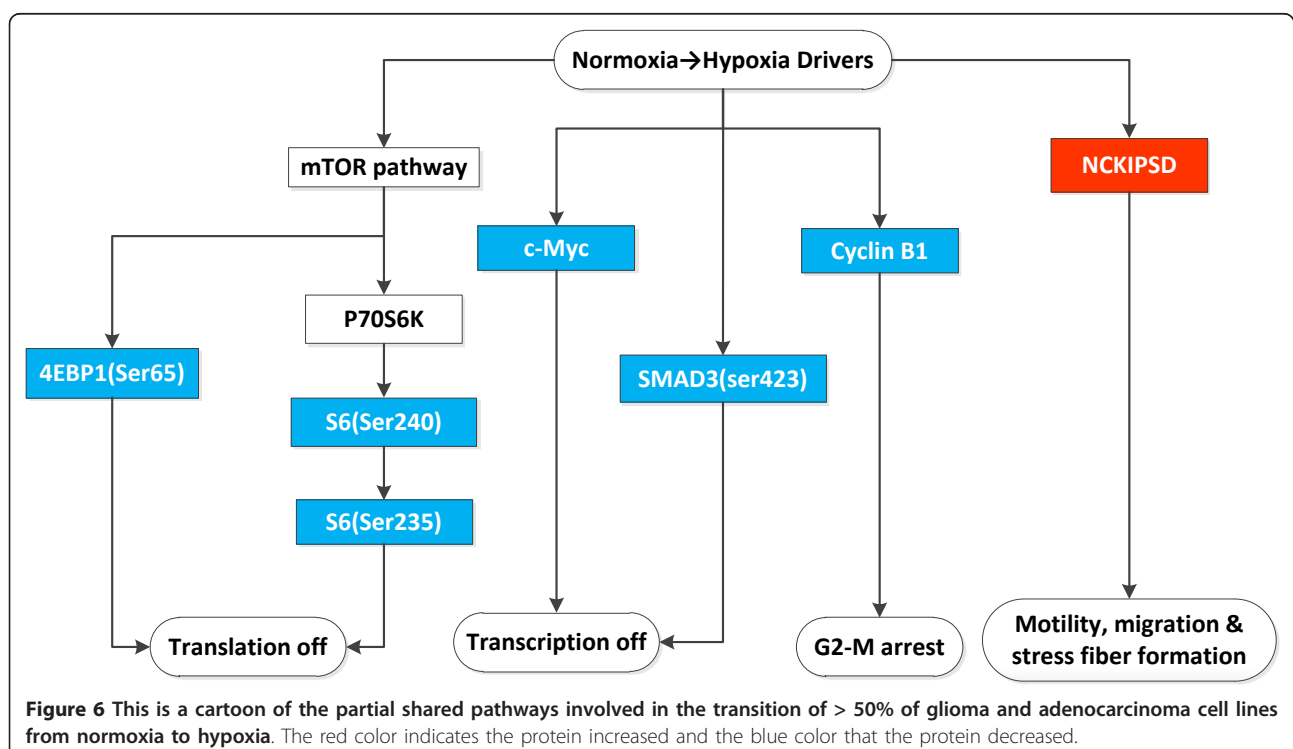 Normoxia→Hypoxia Drivers
mTOR pathway
NCKIPSD
c-Myc
Cyclin B1
P70S6K
4EBP1(Ser65)
SMAD3(ser423)
S6(Ser240)
S6(Ser235)
Translation off
Transcription off
G2-M arrest
Motility, migration &
stress fiber formation
Figure 6 This is a cartoon of the partial shared pathways involved in the transition of > 50% of glioma and adenocarcinoma cell lines
from normoxia to hypoxia. The red color indicates the protein increased and the blue color that the protein decreased.